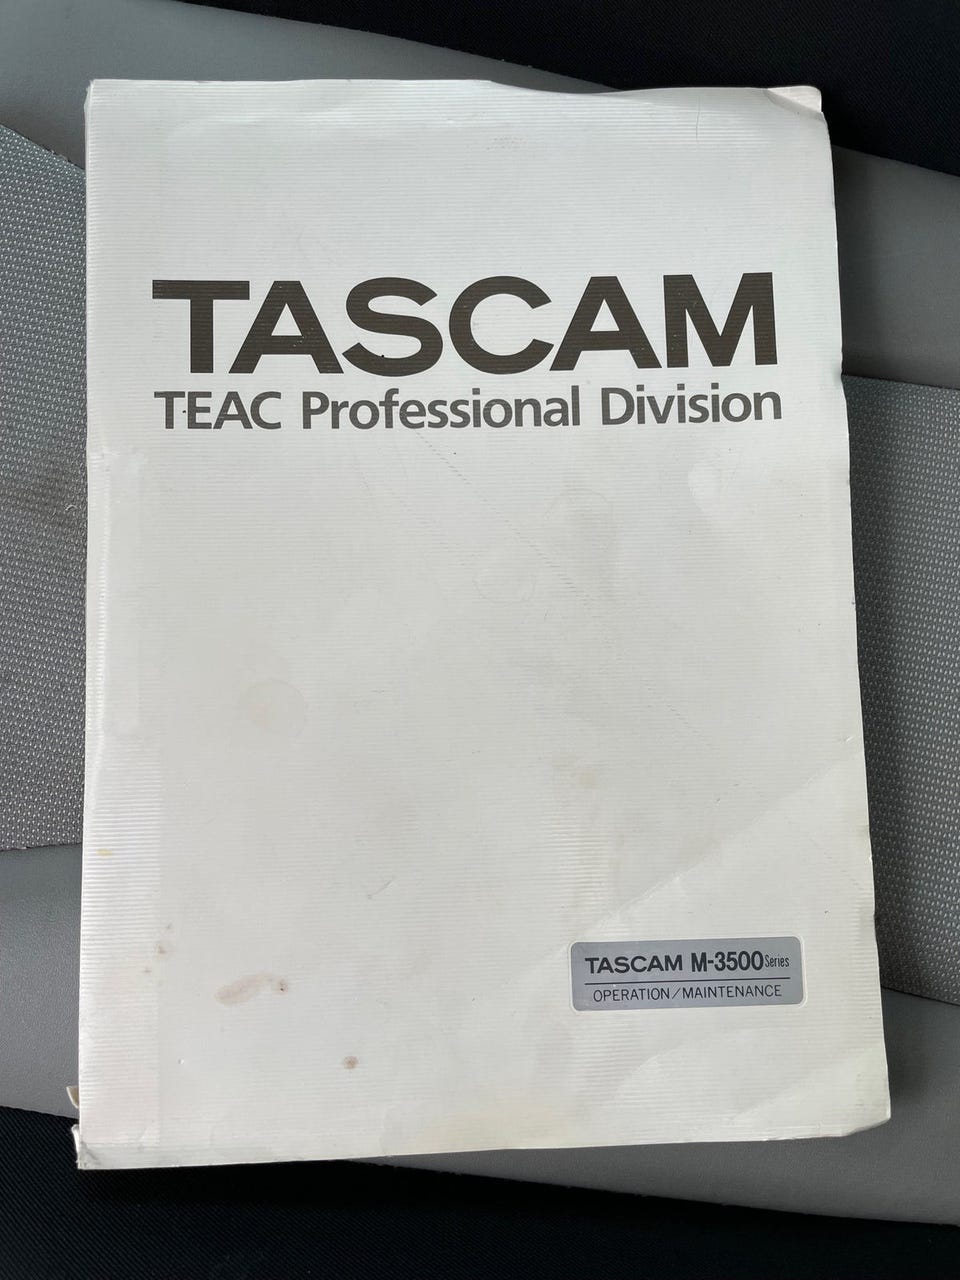 TASCAM
TEAC Professional Division
TASCAM M-3500 Series
OPERATION/MAINTENANCE